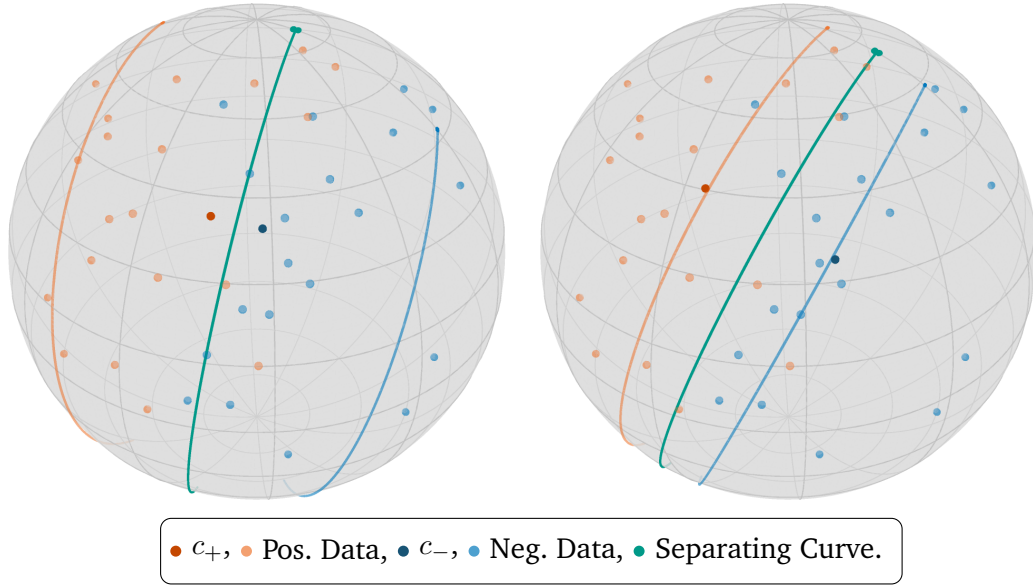 c₊, Pos. Data, c₋, Neg. Data, Separating Curve.